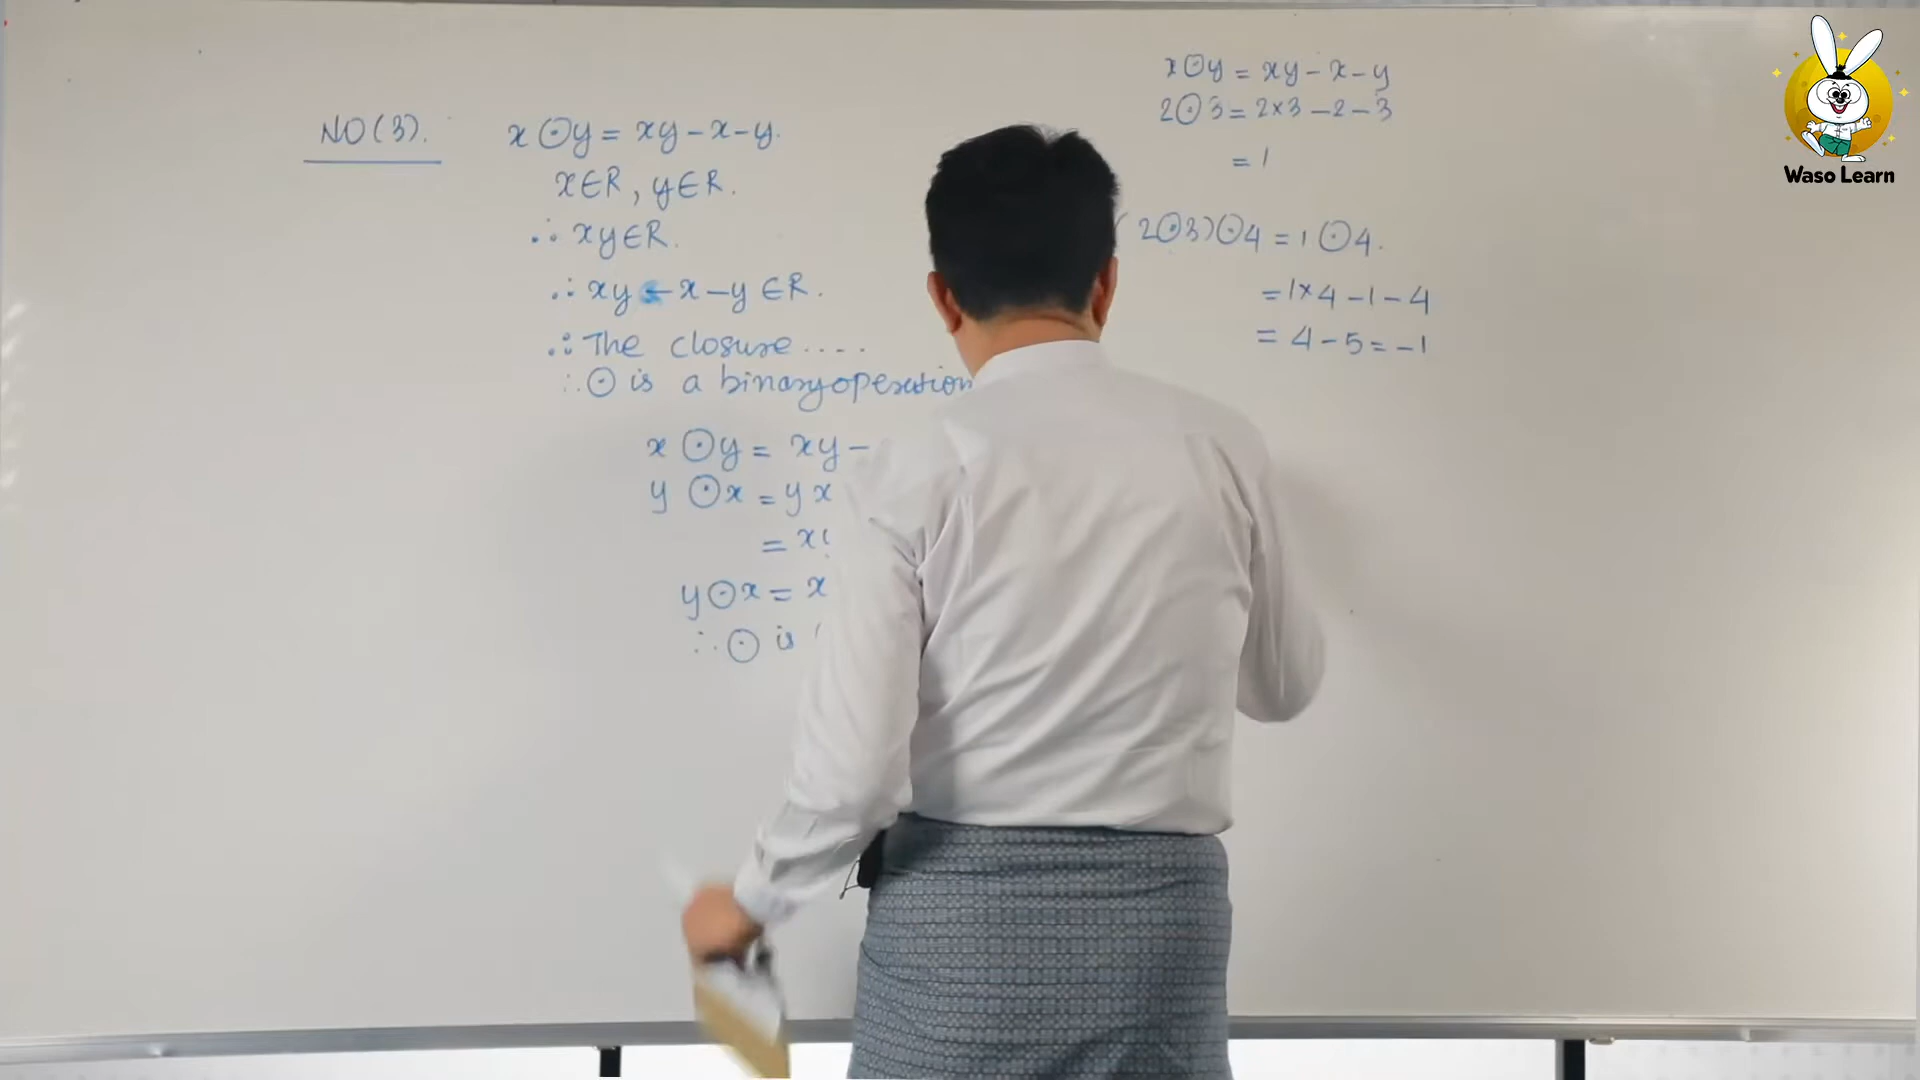 NO(3).
x⊙y = xy-x-y.
x∈R, y∈R.
∴ xy∈R.
∴ xy - x - y ∈R.
∴ The closure ....
∴ ⊙ is a binary operation
x ⊙y = xy -
y ⊙x = yx
= x
y⊙x = x
∴ ⊙ is
x⊙y = xy - x - y
2⊙3 = 2×3 - 2 - 3
= 1
(2⊙3)⊙4 = 1⊙4.
= 1×4 - 1 - 4
= 4 - 5 = -1
Waso Learn